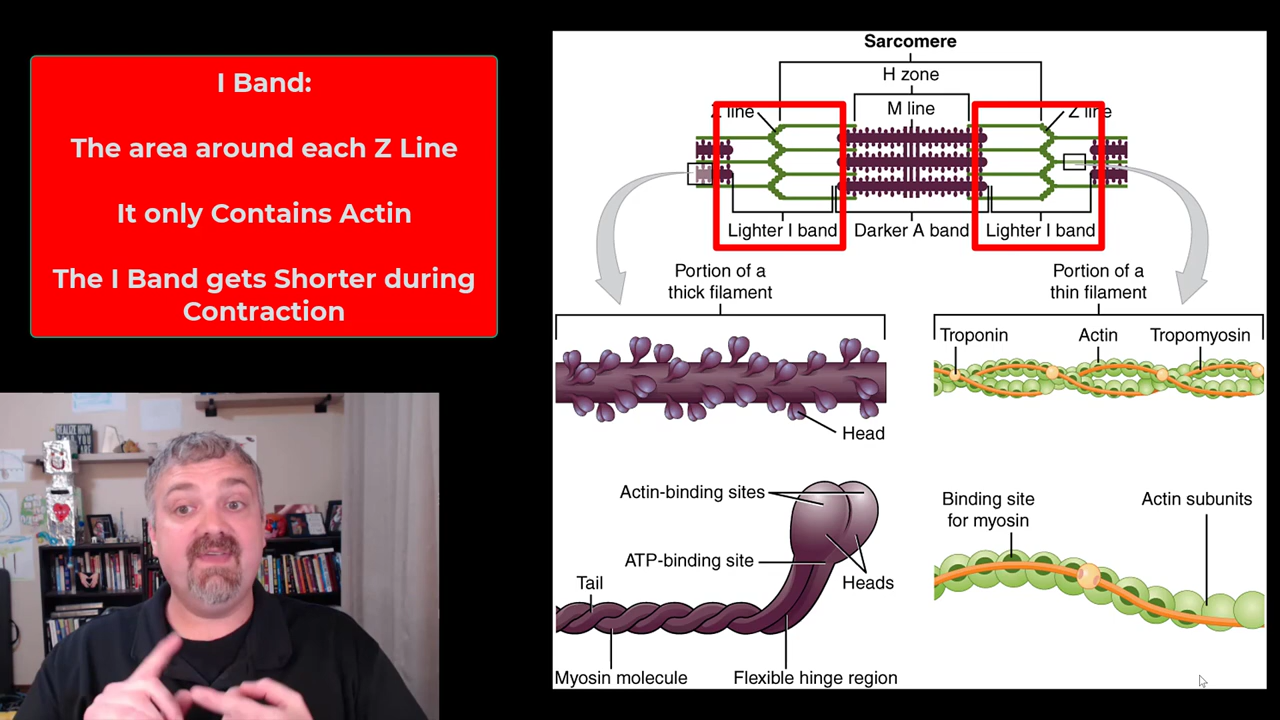 I Band:
The area around each Z Line
It only Contains Actin
The I Band gets Shorter during
Contraction
Sarcomere
H zone
Z line
M line
Z line
Lighter I band
Darker A band
Lighter I band
Portion of a
thick filament
Portion of a
thin filament
Troponin
Actin
Tropomyosin
Head
Actin-binding sites
ATP-binding site
Heads
Tail
Myosin molecule
Flexible hinge region
Binding site
for myosin
Actin subunits